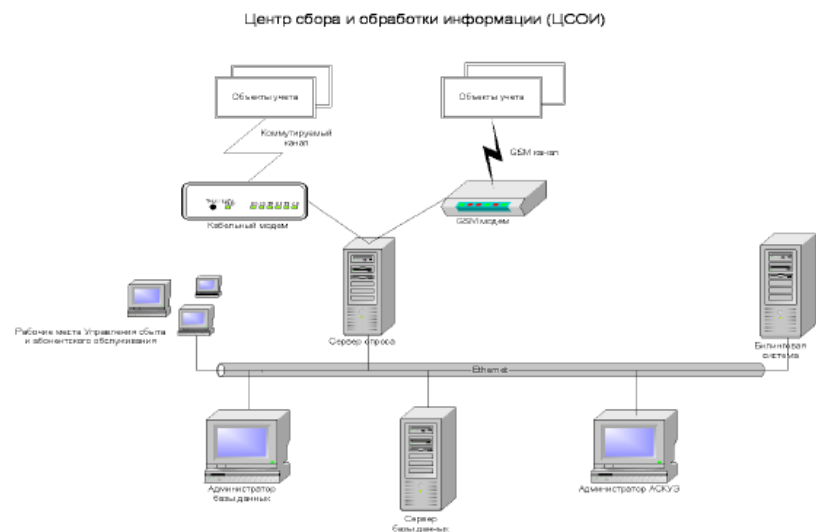 Центр сбора и обработки информации (ЦСОИ)
Объекты учета
Объекты учета
Коммутируемый
канал
GSM канал
Кабельный модем
GSM модем
Рабочие места Управления сбыта
и абонентского обслуживания
Сервер опроса
Билинговая
система
Ethernet
Администратор
базы данных
Администратор АСКУЭ
Сервер
базы данных